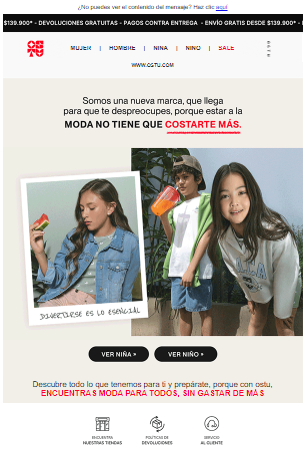 ¿No puedes ver el contenido del mensaje? Haz clic aquí
$139.900* - DEVOLUCIONES GRATUITAS - PAGOS CONTRA ENTREGA - ENVÍO GRATIS DESDE $139.900* -
OSTU
MUJER | HOMBRE | NIÑA | NIÑO | SALE
OSTU
WWW.OSTU.COM
Somos una nueva marca, que llega
para que te despreocupes, porque estar a la
MODA NO TIENE QUE COSTARTE MÁS.
DIVERTIRSE ES LO ESENCIAL
VER NIÑA » VER NIÑO »
Descubre todo lo que tenemos para ti y prepárate, porque con ostu,
ENCUENTRAS MODA PARA TODOS, SIN GASTAR DE MÁS
ENCUENTRA
NUESTRAS TIENDAS
POLÍTICAS DE
DEVOLUCIONES
SERVICIO
AL CLIENTE